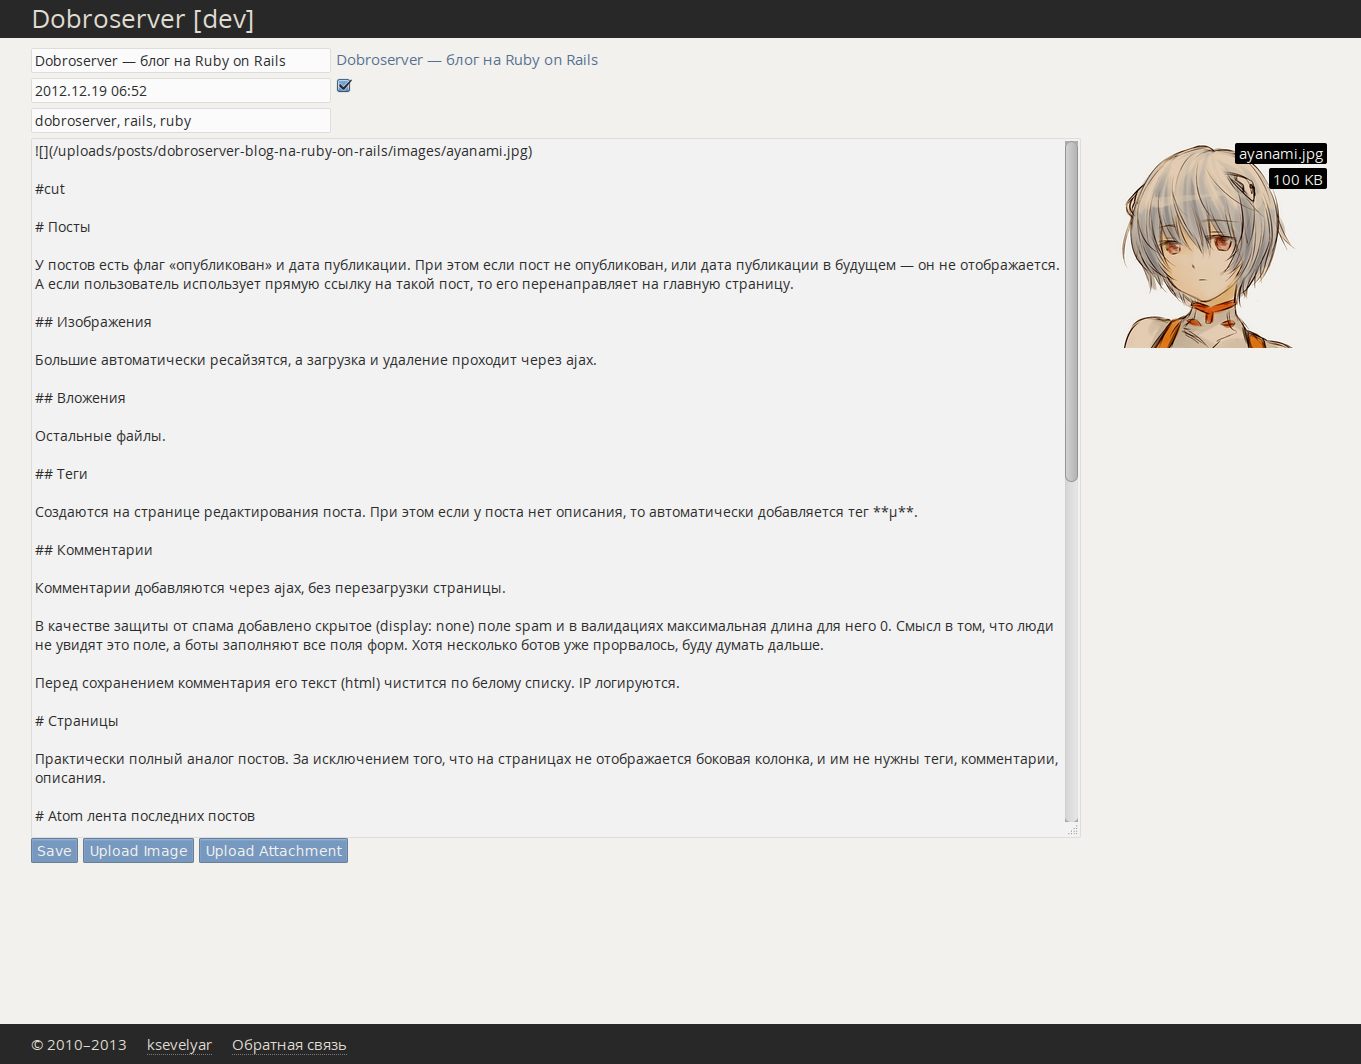 Dobroserver [dev]
Dobroserver — блог на Ruby on Rails
Dobroserver — блог на Ruby on Rails
2012.12.19 06:52
dobroserver, rails, ruby
![](/uploads/posts/dobroserver-blog-na-ruby-on-rails/images/ayanami.jpg)
#cut
# Посты
У постов есть флаг «опубликован» и дата публикации. При этом если пост не опубликован, или дата публикации в будущем — он не отображается.
А если пользователь использует прямую ссылку на такой пост, то его перенаправляет на главную страницу.
## Изображения
Большие автоматически ресайзятся, а загрузка и удаление проходит через ajax.
## Вложения
Остальные файлы.
## Теги
Создаются на странице редактирования поста. При этом если у поста нет описания, то автоматически добавляется тег **µ**.
## Комментарии
Комментарии добавляются через ajax, без перезагрузки страницы.
В качестве защиты от спама добавлено скрытое (display: none) поле spam и в валидациях максимальная длина для него 0. Смысл в том, что люди
не увидят это поле, а боты заполняют все поля форм. Хотя несколько ботов уже прорвалось, буду думать дальше.
Перед сохранением комментария его текст (html) чистится по белому списку. IP логируются.
# Страницы
Практически полный аналог постов. За исключением того, что на страницах не отображается боковая колонка, и им не нужны теги, комментарии,
описания.
# Atom лента последних постов
ayanami.jpg
100 KB
Save
Upload Image
Upload Attachment
© 2010–2013
ksevelyar
Обратная связь